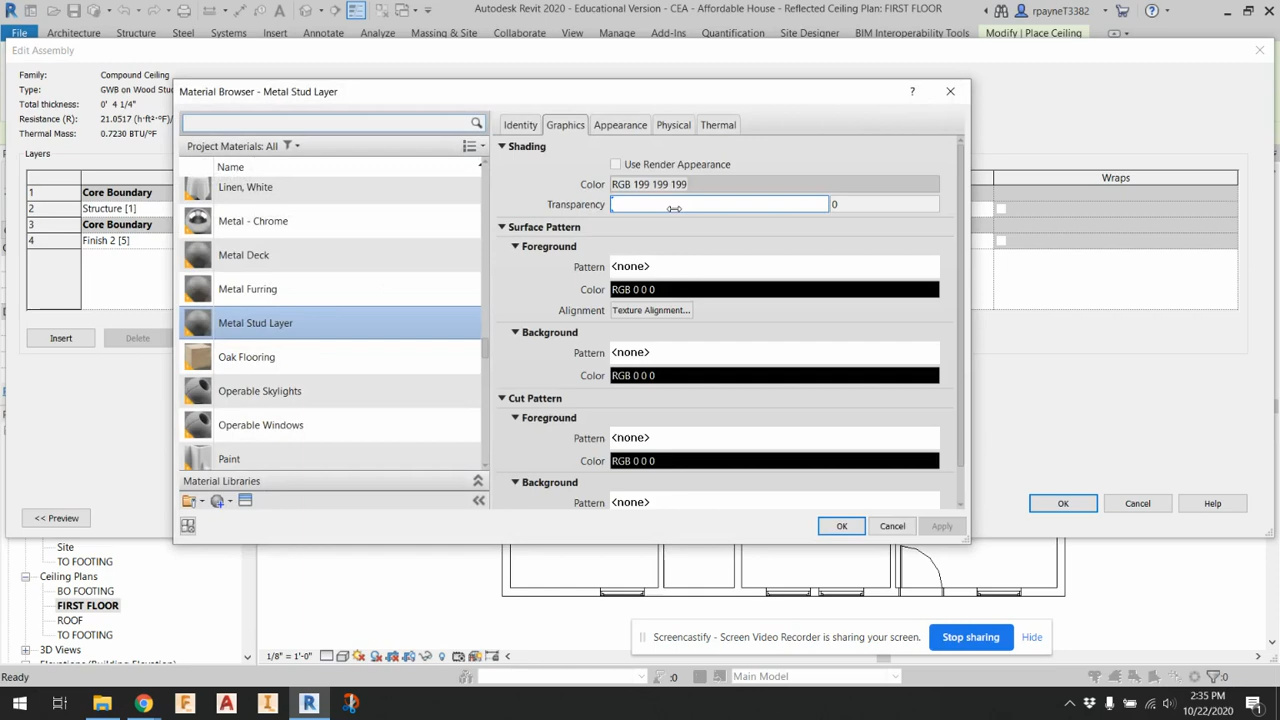 Autodesk Revit 2020 - Educational Version - CEA - Affordable House - Reflected Ceiling Plan: FIRST FLOOR
rpayneT3382
File Architecture Structure Steel Systems Insert Annotate Analyze Massing & Site Collaborate View Manage Add-Ins Quantification Site Designer BIM Interoperability Tools Modify | Place Ceiling
Edit Assembly
Family: Compound Ceiling
Type: GWB on Wood Stu
Total thickness: 0' 4 1/4"
Resistance (R): 21.0517 (h·ft²·°F)/
Thermal Mass: 0.7230 BTU/°F
Layers
Wraps
1 Core Boundary
2 Structure [1]
3 Core Boundary
4 Finish 2 [5]
Insert Delete
<< Preview
OK Cancel Help
Material Browser - Metal Stud Layer
?
Project Materials: All
Name
Linen, White
Metal - Chrome
Metal Deck
Metal Furring
Metal Stud Layer
Oak Flooring
Operable Skylights
Operable Windows
Paint
Material Libraries
Identity Graphics Appearance Physical Thermal
Shading
Use Render Appearance
Color RGB 199 199 199
Transparency 0
Surface Pattern
Foreground
Pattern <none>
Color RGB 0 0 0
Alignment Texture Alignment...
Background
Pattern <none>
Color RGB 0 0 0
Cut Pattern
Foreground
Pattern <none>
Color RGB 0 0 0
Background
Pattern <none>
OK Cancel Apply
Site
TO FOOTING
Ceiling Plans
BO FOOTING
FIRST FLOOR
ROOF
TO FOOTING
3D Views
Elevations (Building Elevation)
Screencastify - Screen Video Recorder is sharing your screen. Stop sharing Hide
1/8" = 1'-0"
Ready
:0
Main Model
:0
2:35 PM
10/22/2020